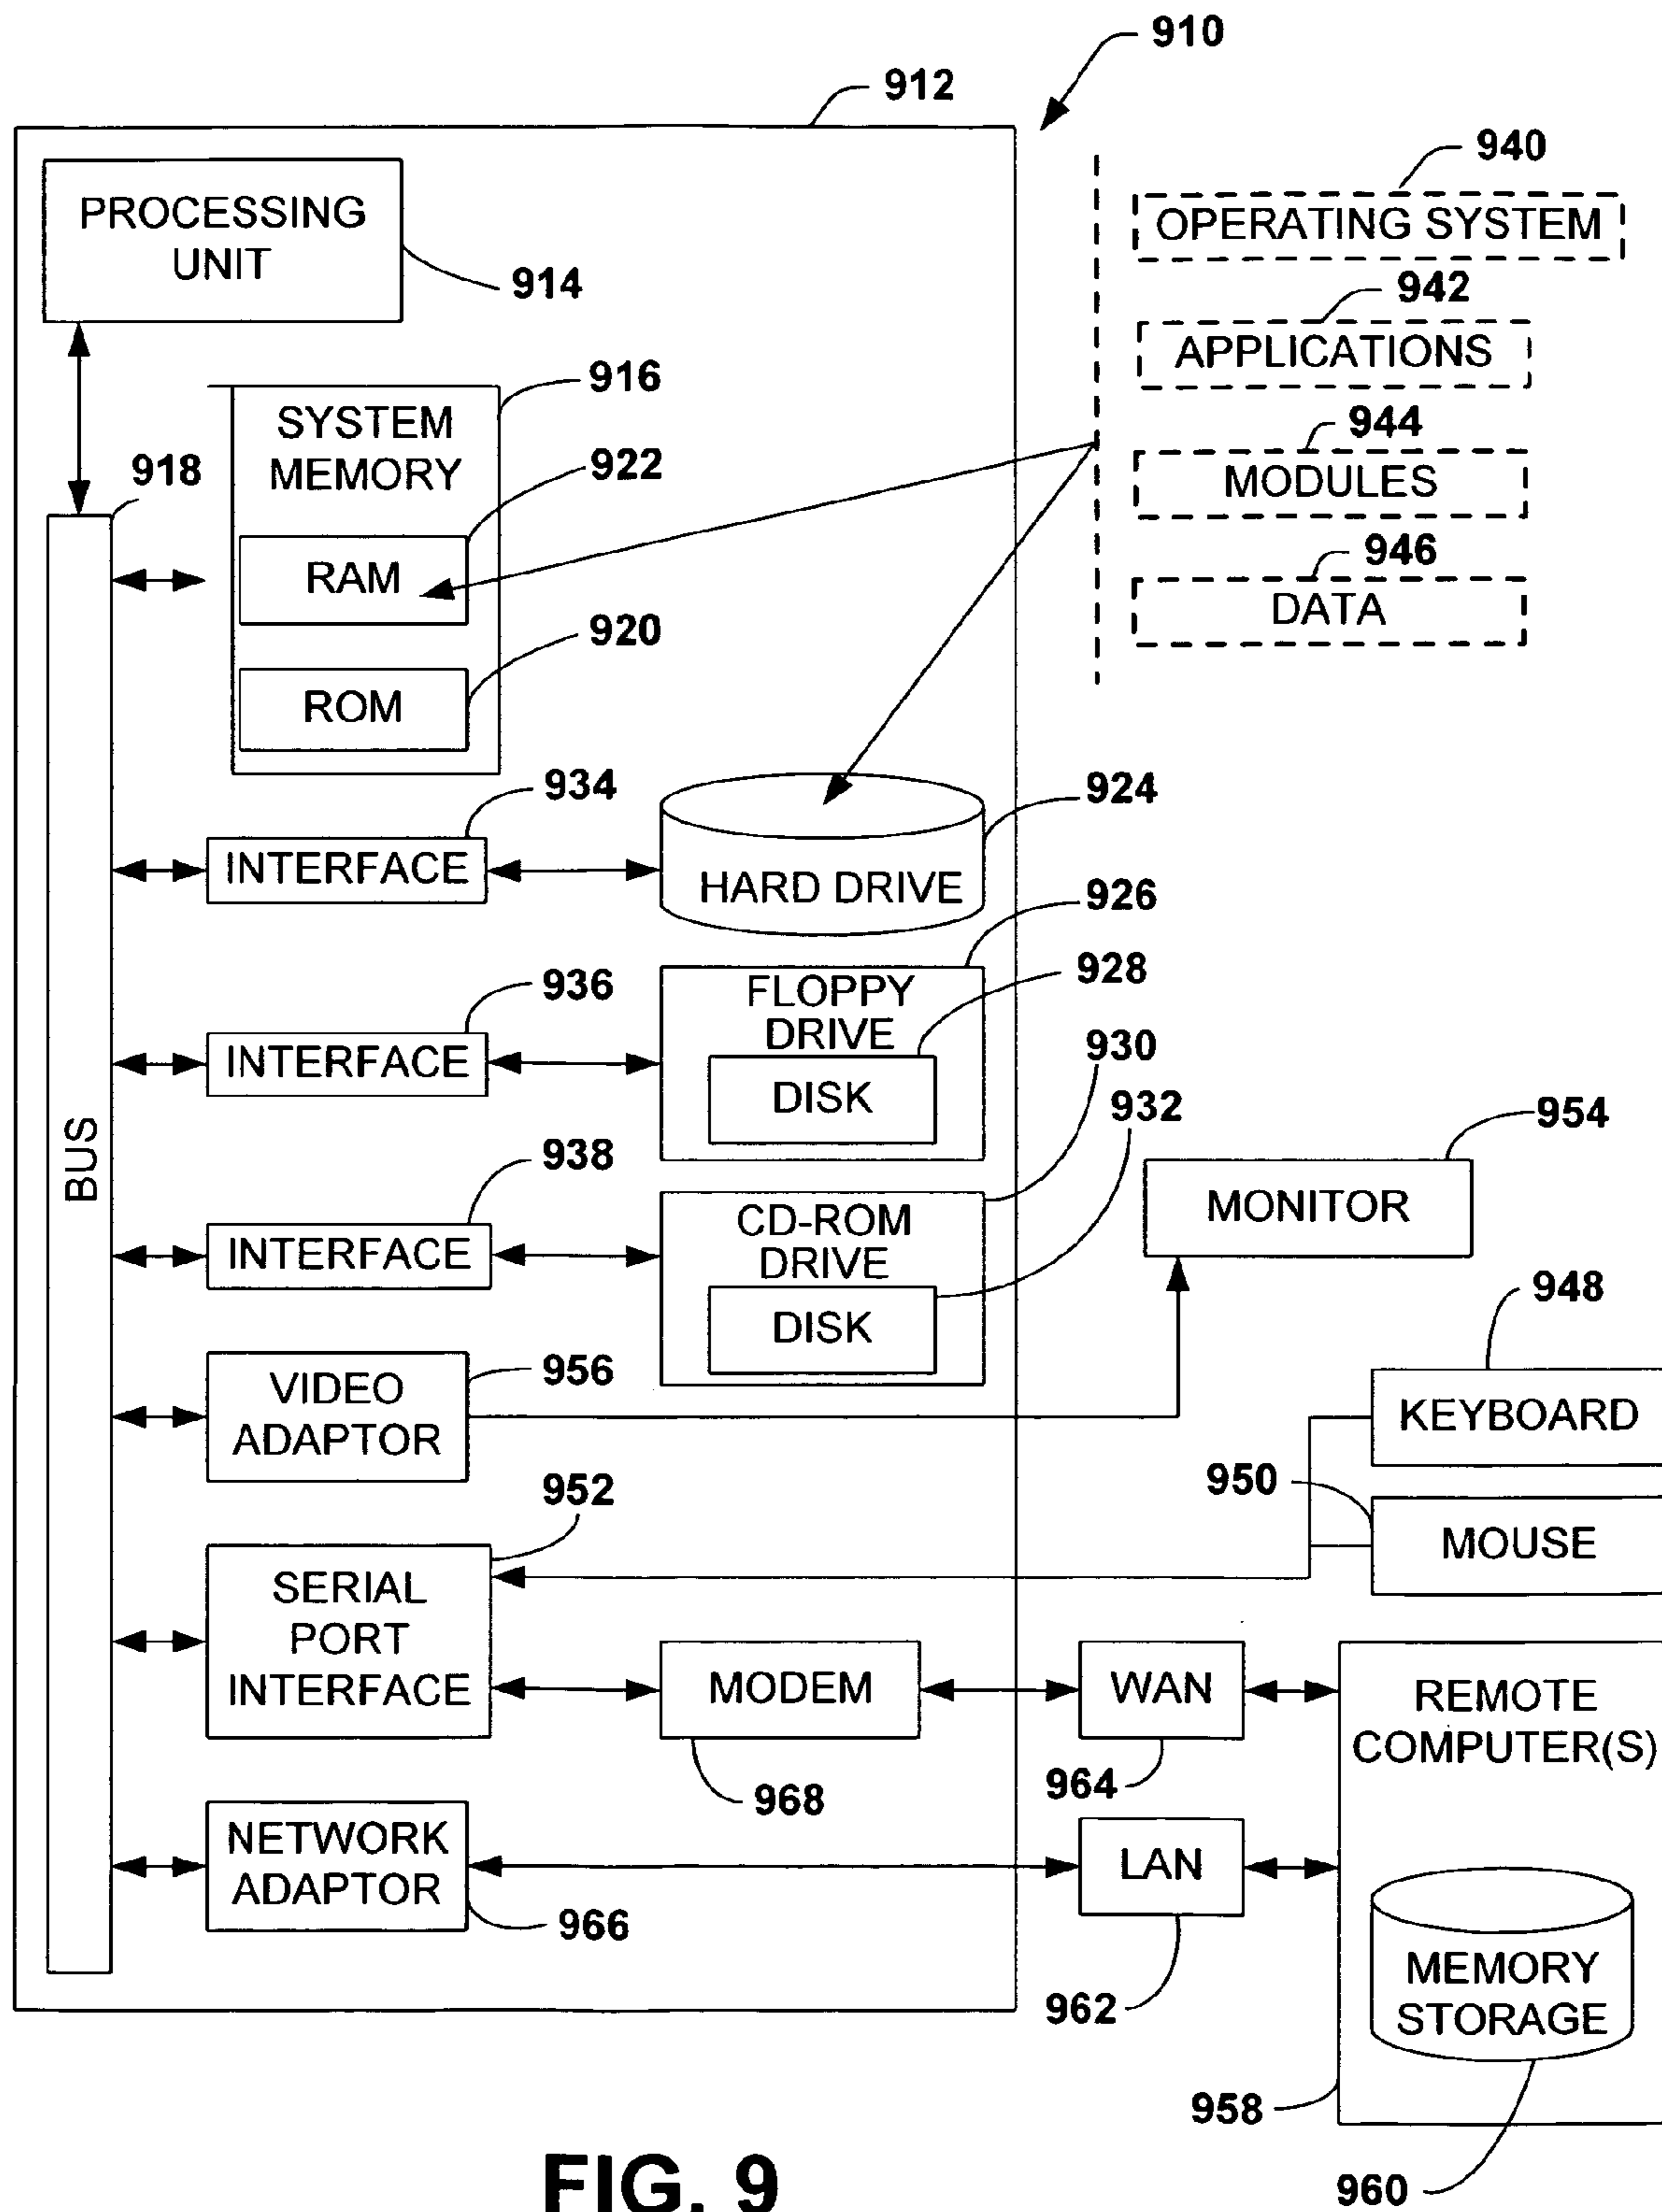 910
912
940
PROCESSING
UNIT
914
OPERATING SYSTEM
942
APPLICATIONS
916
SYSTEM
MEMORY
944
MODULES
918
922
RAM
946
DATA
920
ROM
934
INTERFACE
924
HARD DRIVE
926
936
INTERFACE
FLOPPY
DRIVE
928
DISK
930
932
954
MONITOR
BUS
938
INTERFACE
CD-ROM
DRIVE
DISK
948
KEYBOARD
956
VIDEO
ADAPTOR
950
MOUSE
952
SERIAL
PORT
INTERFACE
MODEM
968
WAN
964
REMOTE
COMPUTER(S)
NETWORK
ADAPTOR
966
LAN
962
MEMORY
STORAGE
958
960
FIG. 9